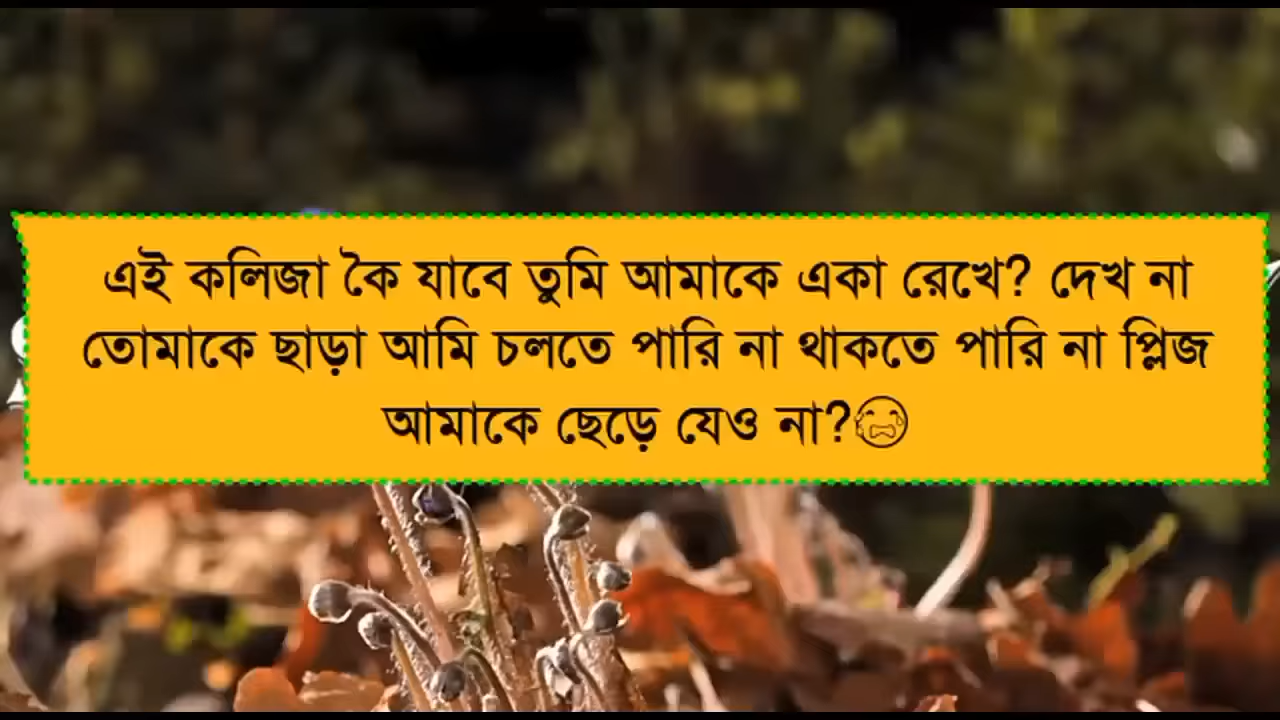 এই কলিজা কৈ যাবে তুমি আমাকে একা রেখে? দেখ না
তোমাকে ছাড়া আমি চলতে পারি না থাকতে পারি না প্লিজ
আমাকে ছেড়ে যেও না?😭